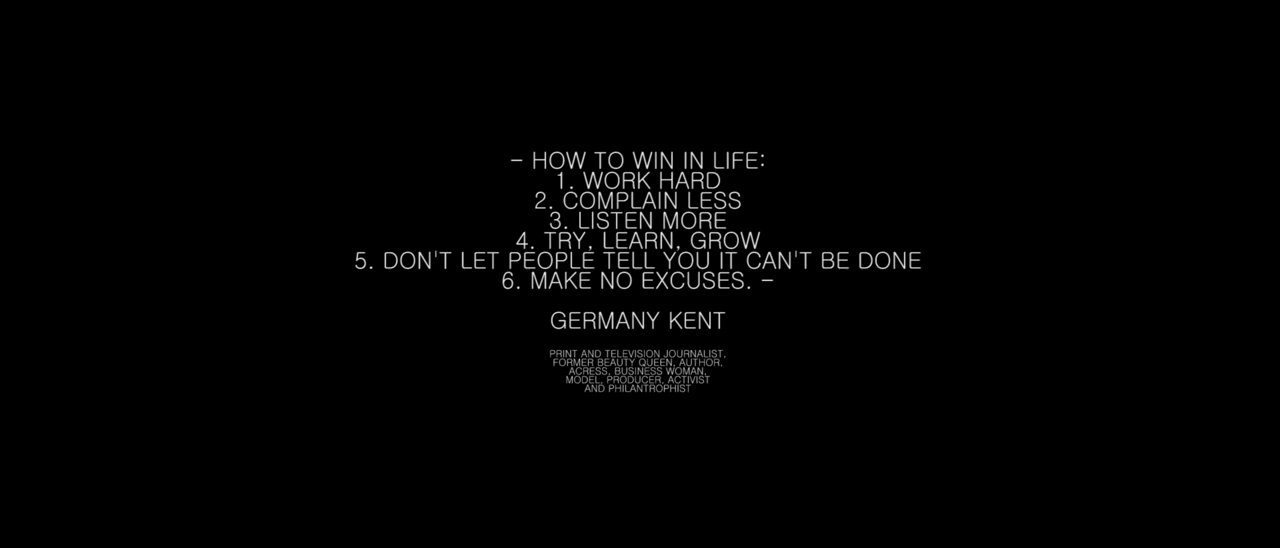 - HOW TO WIN IN LIFE:
1. WORK HARD
2. COMPLAIN LESS
3. LISTEN MORE
4. TRY, LEARN, GROW
5. DON'T LET PEOPLE TELL YOU IT CAN'T BE DONE
6. MAKE NO EXCUSES. -
GERMANY KENT
PRINT AND TELEVISION JOURNALIST,
FORMER BEAUTY QUEEN, AUTHOR,
ACRESS, BUSINESS WOMAN,
MODEL, PRODUCER, ACTIVIST
AND PHILANTROPHIST